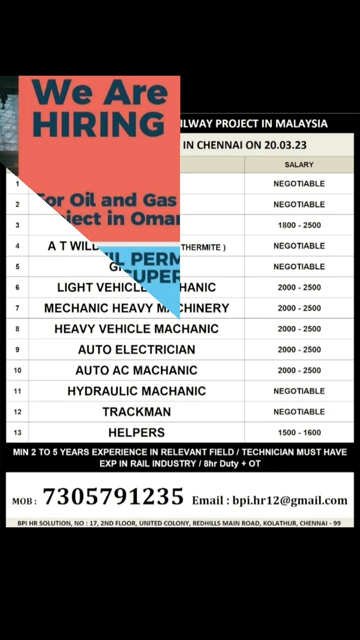 We Are
HIRING
ILWAY PROJECT IN MALAYSIA
IN CHENNAI ON 20.03.23
SALARY
For Oil and Gas
ject in Oman
1 NEGOTIABLE
2 NEGOTIABLE
3 1800 - 2500
4 A T WILD THERMITE ) NEGOTIABLE
IL PERM
SUPER
5 NEGOTIABLE
6 LIGHT VEHICLE HANIC 2000 - 2500
7 MECHANIC HEAVY MACHINERY 2000 - 2500
8 HEAVY VEHICLE MACHANIC 2000 - 2500
9 AUTO ELECTRICIAN 2000 - 2500
10 AUTO AC MACHANIC 2000 - 2500
11 HYDRAULIC MACHANIC NEGOTIABLE
12 TRACKMAN NEGOTIABLE
13 HELPERS 1500 - 1600
MIN 2 TO 5 YEARS EXPERIENCE IN RELEVANT FIELD / TECHNICIAN MUST HAVE
EXP IN RAIL INDUSTRY / 8hr Duty + OT
MOB : 7305791235 Email : bpi.hr12@gmail.com
BPI HR SOLUTION, NO : 17, 2ND FLOOR, UNITED COLONY, REDHILLS MAIN ROAD, KOLATHUR, CHENNAI - 99